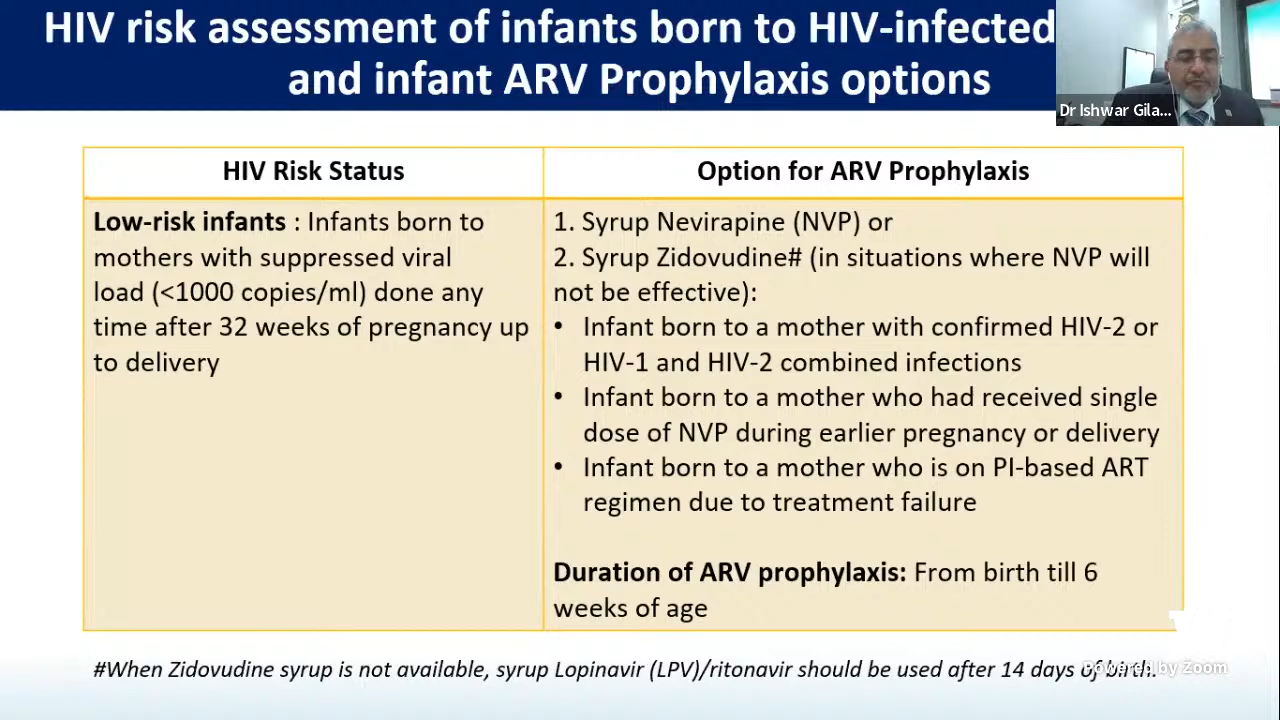 HIV risk assessment of infants born to HIV-infected
and infant ARV Prophylaxis options
Dr Ishwar Gila...
HIV Risk Status
Option for ARV Prophylaxis
Low-risk infants : Infants born to
mothers with suppressed viral
load (<1000 copies/ml) done any
time after 32 weeks of pregnancy up
to delivery
1. Syrup Nevirapine (NVP) or
2. Syrup Zidovudine# (in situations where NVP will
not be effective):
• Infant born to a mother with confirmed HIV-2 or
HIV-1 and HIV-2 combined infections
• Infant born to a mother who had received single
dose of NVP during earlier pregnancy or delivery
• Infant born to a mother who is on PI-based ART
regimen due to treatment failure
Duration of ARV prophylaxis: From birth till 6
weeks of age
#When Zidovudine syrup is not available, syrup Lopinavir (LPV)/ritonavir should be used after 14 days of birth.
Powered by Zoom